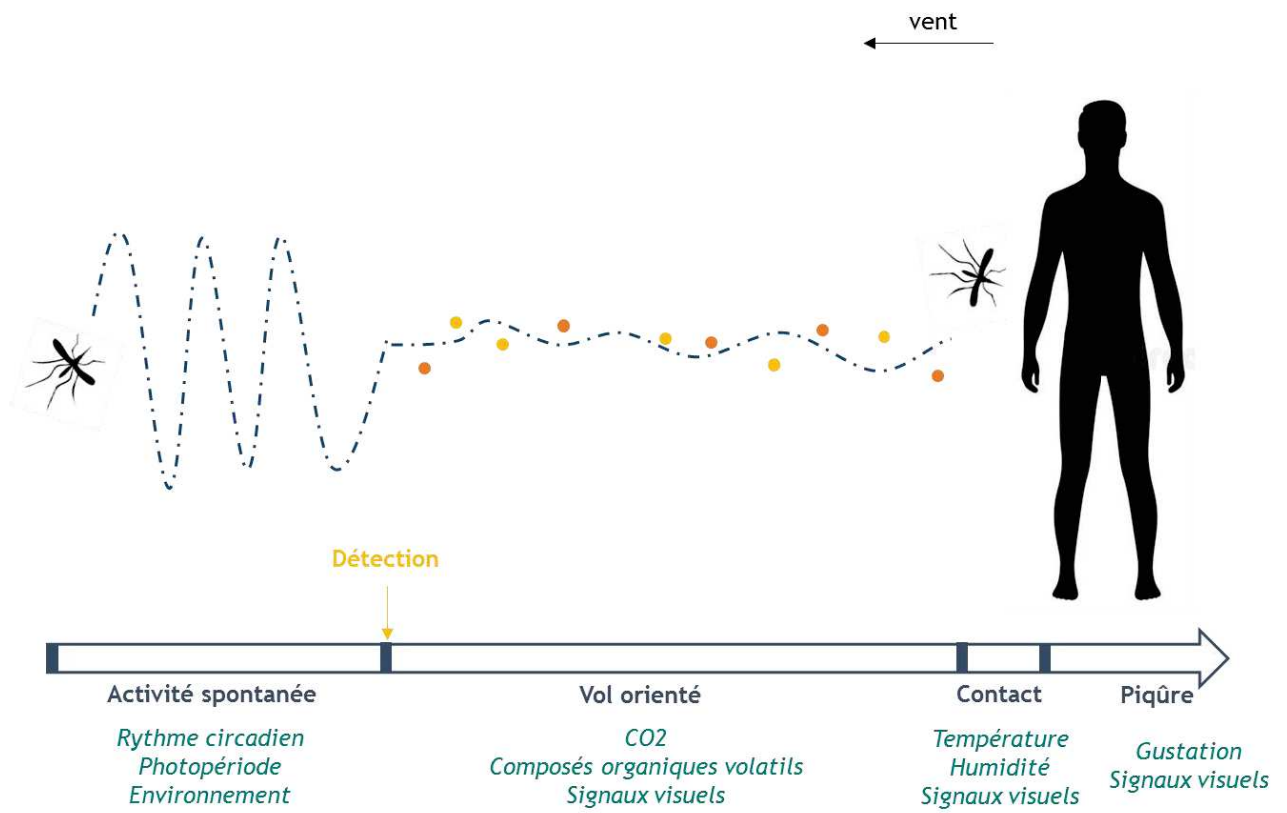 vent
Détection
Activité spontanée
Rythme circadien
Photopériode
Environnement
Vol orienté
CO2
Composés organiques volatils
Signaux visuels
Contact
Température
Humidité
Signaux visuels
Piqûre
Gustation
Signaux visuels